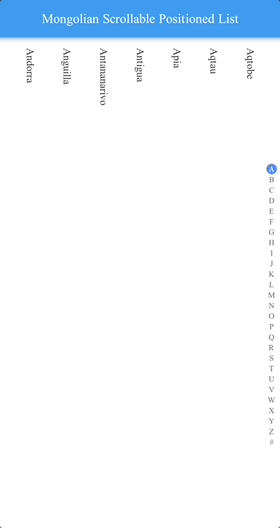 Mongolian Scrollable Positioned List
Andorra
Anguilla
Antananarivo
Antigua
Apia
Aqtau
Aqtobe
A
B
C
D
E
F
G
H
I
J
K
L
M
N
O
P
Q
R
S
T
U
V
W
X
Y
Z
#